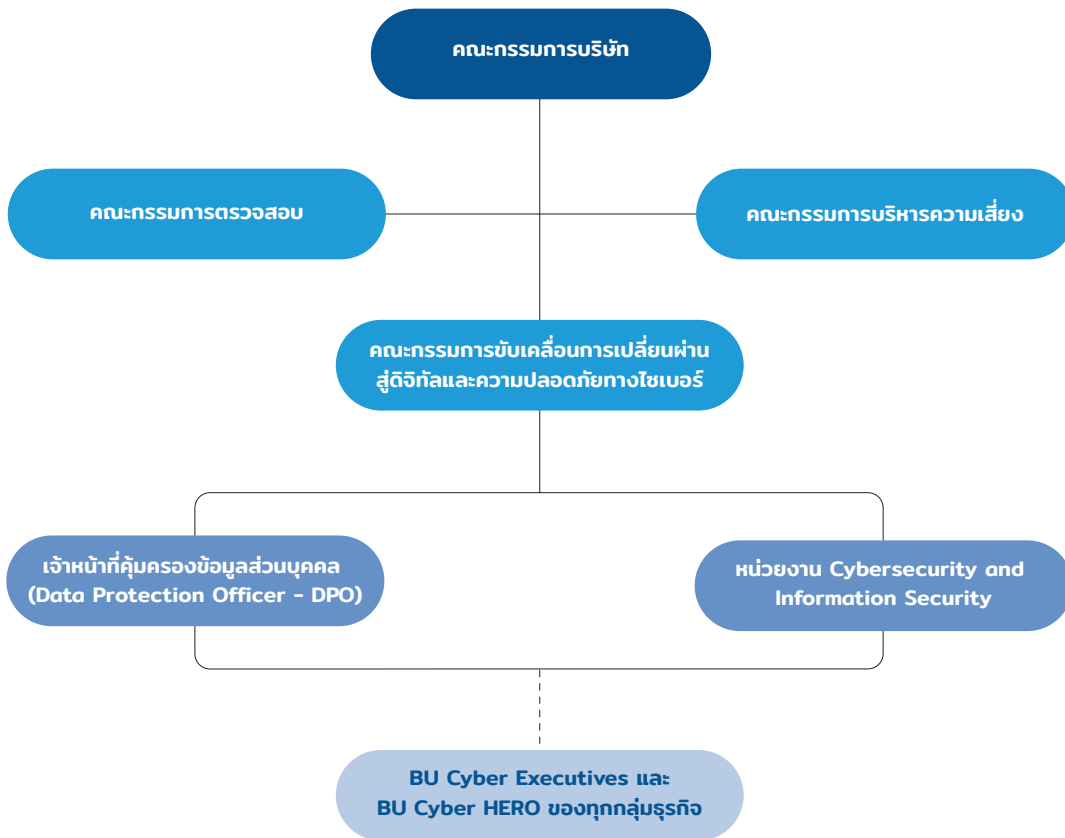 คณะกรรมการบริษัท
คณะกรรมการตรวจสอบ
คณะกรรมการบริหารความเสี่ยง
คณะกรรมการขับเคลื่อนการเปลี่ยนผ่าน
สู่ดิจิทัลและความปลอดภัยทางไซเบอร์
เจ้าหน้าที่คุ้มครองข้อมูลส่วนบุคคล
(Data Protection Officer - DPO)
หน่วยงาน Cybersecurity and
Information Security
BU Cyber Executives และ
BU Cyber HERO ของทุกกลุ่มธุรกิจ